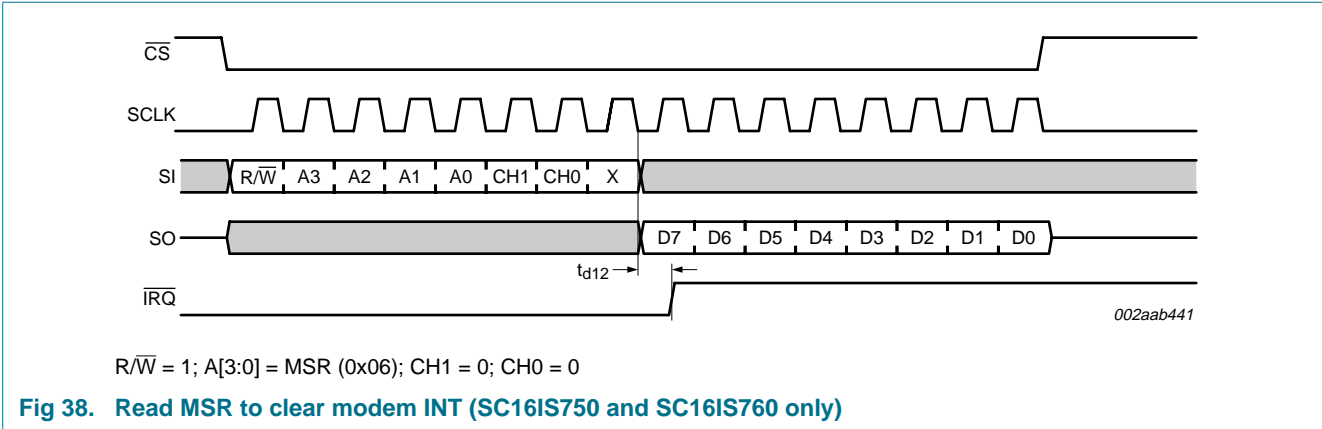 CS
SCLK
SI R/W A3 A2 A1 A0 CH1 CH0 X
SO D7 D6 D5 D4 D3 D2 D1 D0
td12
IRQ
002aab441
R/W = 1; A[3:0] = MSR (0x06); CH1 = 0; CH0 = 0
Fig 38. Read MSR to clear modem INT (SC16IS750 and SC16IS760 only)